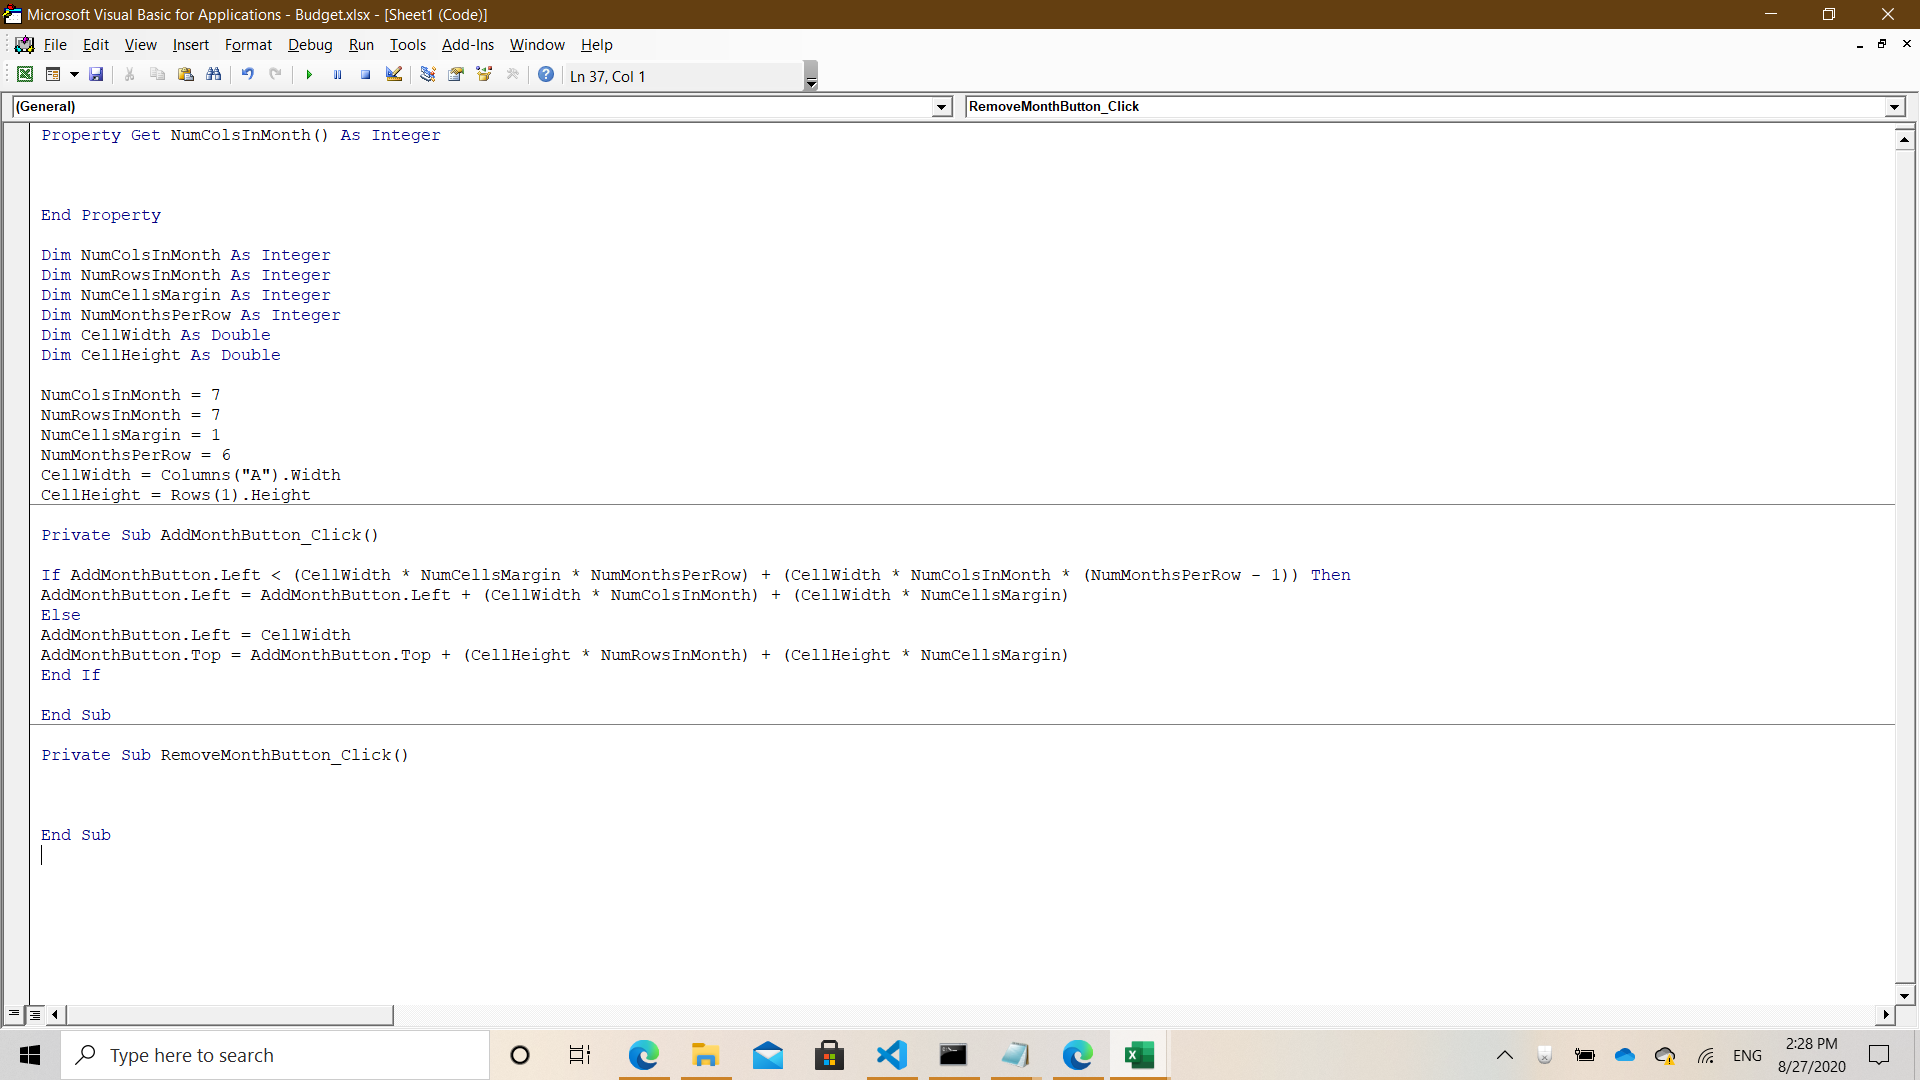 Microsoft Visual Basic for Applications - Budget.xlsx - [Sheet1 (Code)]
File Edit View Insert Format Debug Run Tools Add-Ins Window Help
Ln 37, Col 1
(General) RemoveMonthButton_Click
Property Get NumColsInMonth() As Integer
End Property
Dim NumColsInMonth As Integer
Dim NumRowsInMonth As Integer
Dim NumCellsMargin As Integer
Dim NumMonthsPerRow As Integer
Dim CellWidth As Double
Dim CellHeight As Double
NumColsInMonth = 7
NumRowsInMonth = 7
NumCellsMargin = 1
NumMonthsPerRow = 6
CellWidth = Columns("A").Width
CellHeight = Rows(1).Height
Private Sub AddMonthButton_Click()
If AddMonthButton.Left < (CellWidth * NumCellsMargin * NumMonthsPerRow) + (CellWidth * NumColsInMonth * (NumMonthsPerRow - 1)) Then
AddMonthButton.Left = AddMonthButton.Left + (CellWidth * NumColsInMonth) + (CellWidth * NumCellsMargin)
Else
AddMonthButton.Left = CellWidth
AddMonthButton.Top = AddMonthButton.Top + (CellHeight * NumRowsInMonth) + (CellHeight * NumCellsMargin)
End If
End Sub
Private Sub RemoveMonthButton_Click()
End Sub
Type here to search
ENG
2:28 PM
8/27/2020